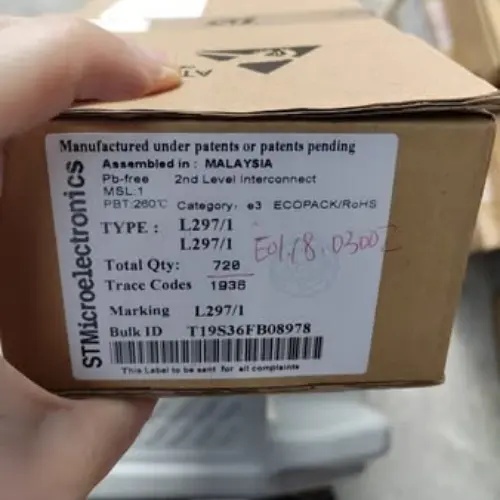 Manufactured under patents or patents pending
Assembled in : MALAYSIA
Pb-free 2nd Level Interconnect
MSL:1
PBT:260℃ Category: e3 ECOPACK/RoHS
TYPE : L297/1
L297/1
Total Qty: 720
Trace Codes 1936
Marking L297/1
Bulk ID T19S36FB08978
This Label to be sent for all complaints
STMicroelectronics